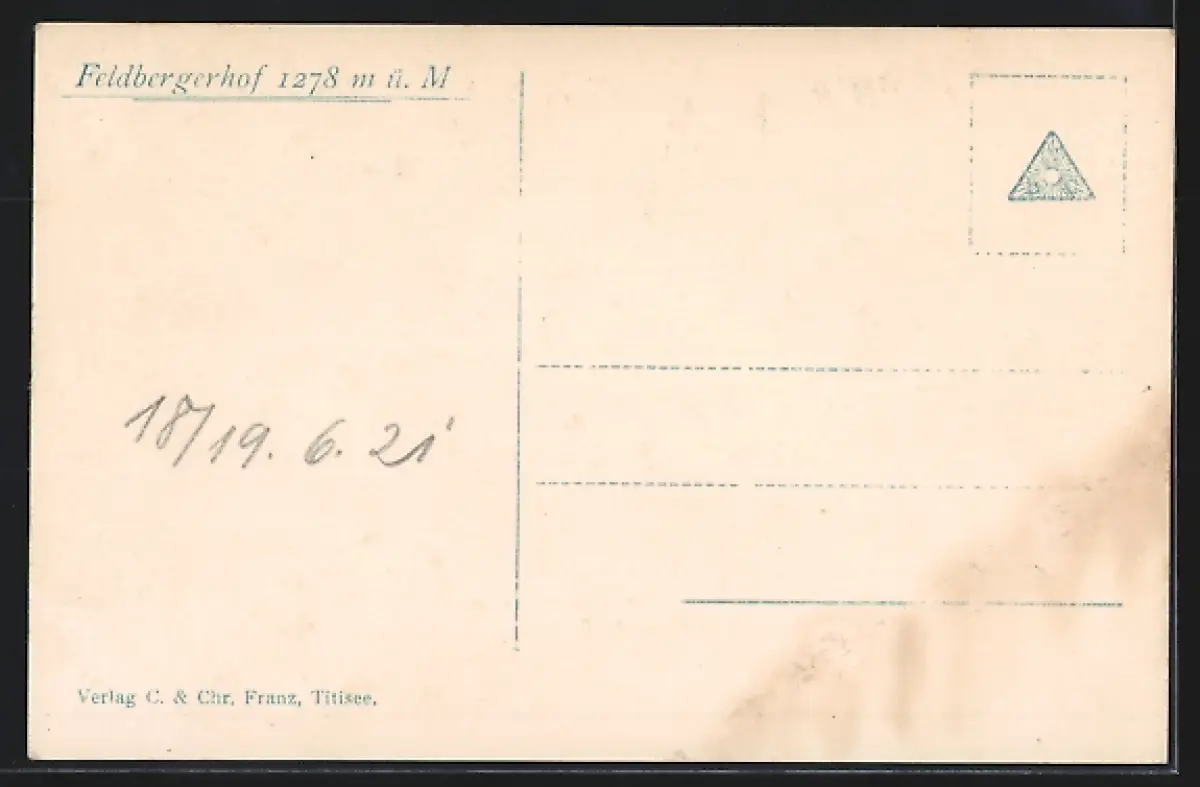 Feldbergerhof 1278 m ü. M
18/19. 6. 21
Verlag C. & Chr. Franz, Titisee.